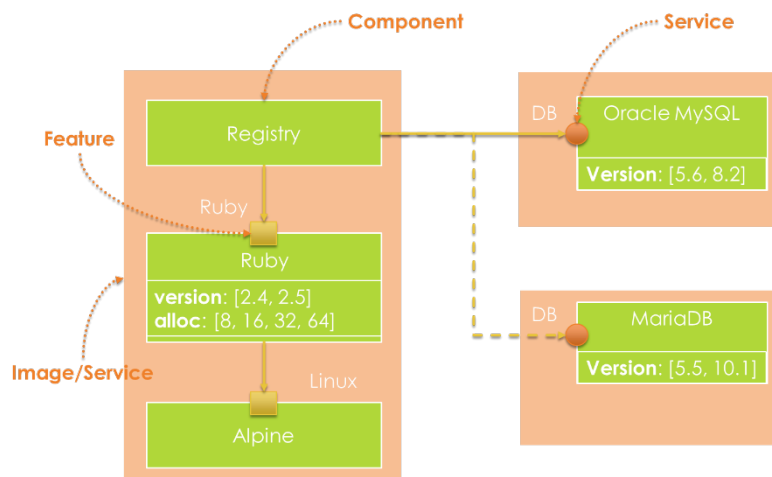 Component
Service
Registry
DB
Oracle MySQL
Version: [5.6, 8.2]
Feature
Ruby
Ruby
version: [2.4, 2.5]
alloc: [8, 16, 32, 64]
DB
MariaDB
Version: [5.5, 10.1]
Image/Service
Linux
Alpine